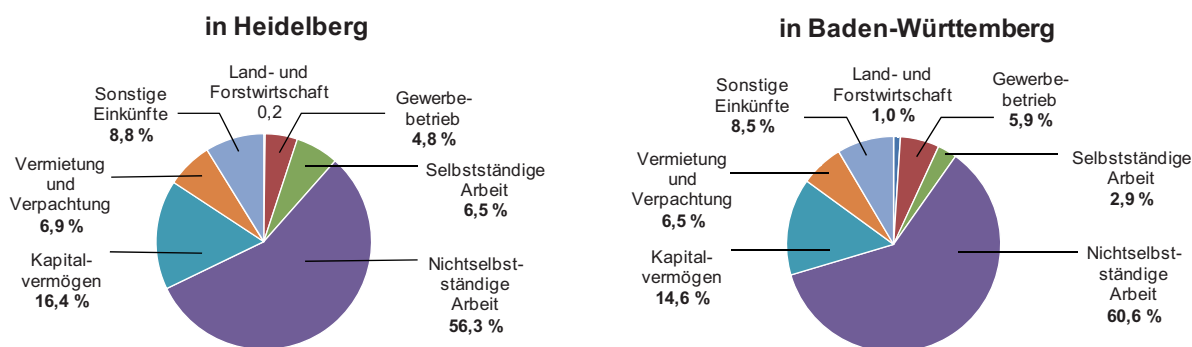 in Heidelberg
Land- und
Forstwirtschaft
0,2
Gewerbe-
betrieb
4,8 %
Selbstständige
Arbeit
6,5 %
Nichtselbst-
ständige
Arbeit
56,3 %
Kapital-
vermögen
16,4 %
Vermietung
und
Verpachtung
6,9 %
Sonstige
Einkünfte
8,8 %
in Baden-Württemberg
Land- und
Forstwirtschaft
1,0 %
Gewerbe-
betrieb
5,9 %
Selbstständige
Arbeit
2,9 %
Nichtselbst-
ständige
Arbeit
60,6 %
Kapital-
vermögen
14,6 %
Vermietung
und
Verpachtung
6,5 %
Sonstige
Einkünfte
8,5 %